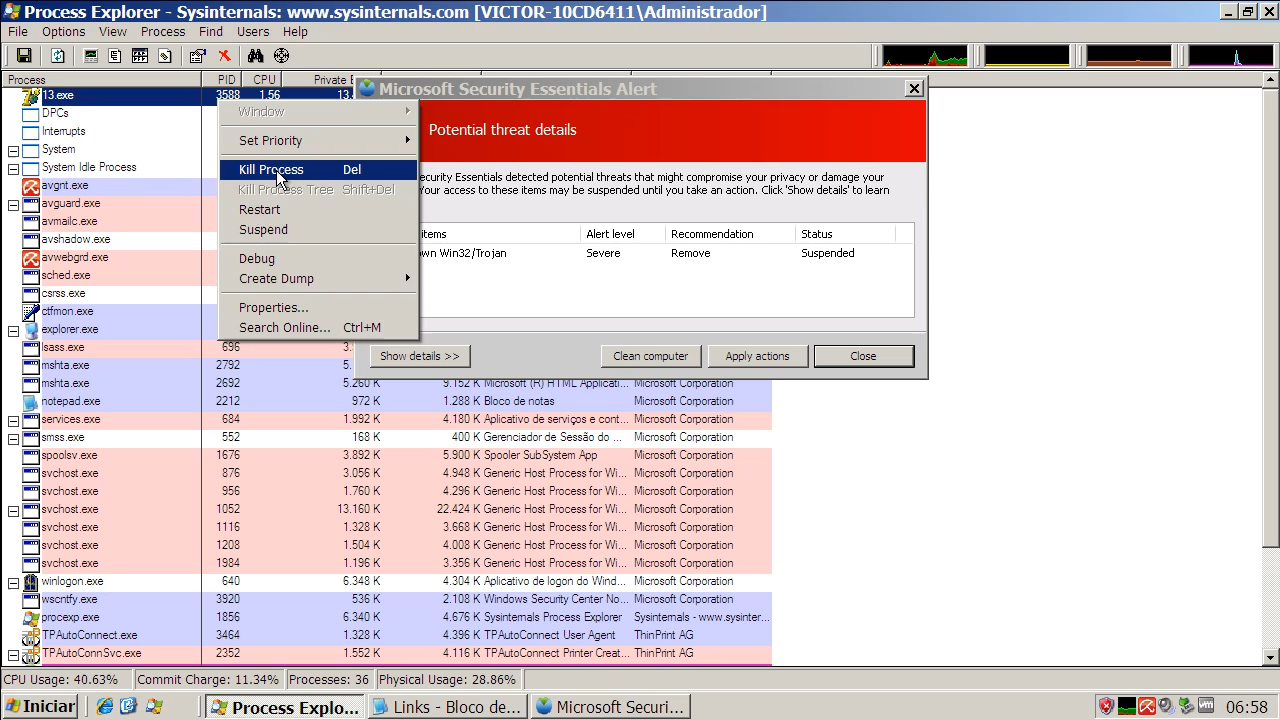 Process Explorer - Sysinternals: www.sysinternals.com [VICTOR-10CD6411\Administrador]
File Options View Process Find Users Help
Process PID CPU Private
13.exe 3588 1.56 13.
DPCs
Interrupts
System
System Idle Process
avgnt.exe
avguard.exe
avmailc.exe
avshadow.exe
avwebgrd.exe
sched.exe
csrss.exe
ctfmon.exe
explorer.exe
lsass.exe 696 3.
mshta.exe 2792 5.
mshta.exe 2692 5.260 K 9.152 K Microsoft (R) HTML Applicati... Microsoft Corporation
notepad.exe 2212 972 K 1.288 K Bloco de notas Microsoft Corporation
services.exe 684 1.992 K 4.180 K Aplicativo de serviços e cont... Microsoft Corporation
smss.exe 552 168 K 400 K Gerenciador de Sessão do ... Microsoft Corporation
spoolsv.exe 1676 3.892 K 5.900 K Spooler SubSystem App Microsoft Corporation
svchost.exe 876 3.056 K 4.948 K Generic Host Process for Wi... Microsoft Corporation
svchost.exe 956 1.760 K 4.296 K Generic Host Process for Wi... Microsoft Corporation
svchost.exe 1052 13.160 K 22.424 K Generic Host Process for Wi... Microsoft Corporation
svchost.exe 1116 1.328 K 3.668 K Generic Host Process for Wi... Microsoft Corporation
svchost.exe 1208 1.504 K 4.008 K Generic Host Process for Wi... Microsoft Corporation
svchost.exe 1984 1.196 K 3.356 K Generic Host Process for Wi... Microsoft Corporation
winlogon.exe 640 6.348 K 4.304 K Aplicativo de logon do Wind... Microsoft Corporation
wscntfy.exe 3920 536 K 2.108 K Windows Security Center No... Microsoft Corporation
procexp.exe 1856 6.340 K 4.676 K Sysinternals Process Explorer Sysinternals - www.sysinter...
TPAutoConnect.exe 3464 1.328 K 4.396 K TPAutoConnect User Agent ThinPrint AG
TPAutoConnSvc.exe 2352 1.552 K 4.116 K TPAutoConnect Printer Creat... ThinPrint AG
Window
Set Priority
Kill Process Del
Kill Process Tree Shift+Del
Restart
Suspend
Debug
Create Dump
Properties...
Search Online... Ctrl+M
Microsoft Security Essentials Alert
Potential threat details
ecurity Essentials detected potential threats that might compromise your privacy or damage your
Your access to these items may be suspended until you take an action. Click 'Show details' to learn
items Alert level Recommendation Status
own Win32/Trojan Severe Remove Suspended
Show details >> Clean computer Apply actions Close
CPU Usage: 40.63% Commit Charge: 11.34% Processes: 36 Physical Usage: 28.86%
Iniciar Process Explo... Links - Bloco de... Microsoft Securi... 06:58